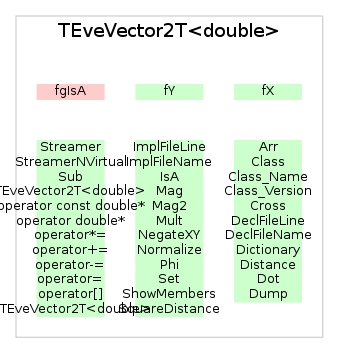 TEveVector2T<double>
fgIsA
fY
fX
Streamer
StreamerNVirtual
Sub
TEveVector2T<double>
operator const double*
operator double*
operator*=
operator+=
operator-=
operator=
operator[]
~TEveVector2T<double>
ImplFileLine
ImplFileName
IsA
Mag
Mag2
Mult
NegateXY
Normalize
Phi
Set
ShowMembers
SquareDistance
Arr
Class
Class_Name
Class_Version
Cross
DeclFileLine
DeclFileName
Dictionary
Distance
Dot
Dump